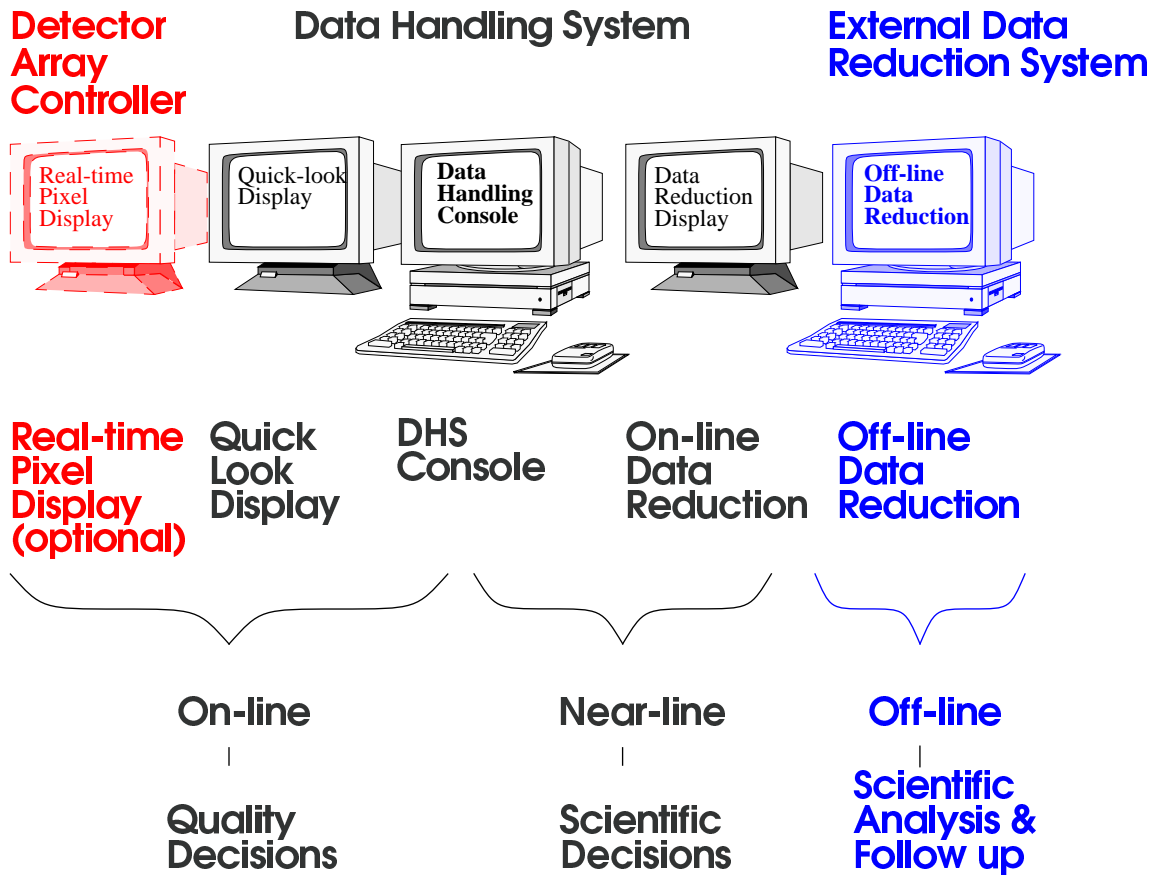 Detector
Array
Controller
Data Handling System
External Data
Reduction System
Real-time
Pixel
Display
Quick-look
Display
Data
Handling
Console
Data
Reduction
Display
Off-line
Data
Reduction
Real-time
Pixel
Display
(optional)
Quick
Look
Display
DHS
Console
On-line
Data
Reduction
Off-line
Data
Reduction
On-line
Near-line
Off-line
Quality
Decisions
Scientific
Decisions
Scientific
Analysis &
Follow up